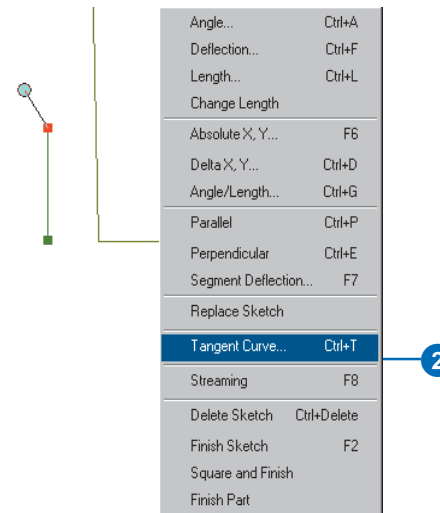 Angle... Ctrl+A
Deflection... Ctrl+F
Length... Ctrl+L
Change Length
Absolute X, Y... F6
Delta X, Y... Ctrl+D
Angle/Length... Ctrl+G
Parallel Ctrl+P
Perpendicular Ctrl+E
Segment Deflection... F7
Replace Sketch
Tangent Curve... Ctrl+T
2
Streaming F8
Delete Sketch Ctrl+Delete
Finish Sketch F2
Square and Finish
Finish Part